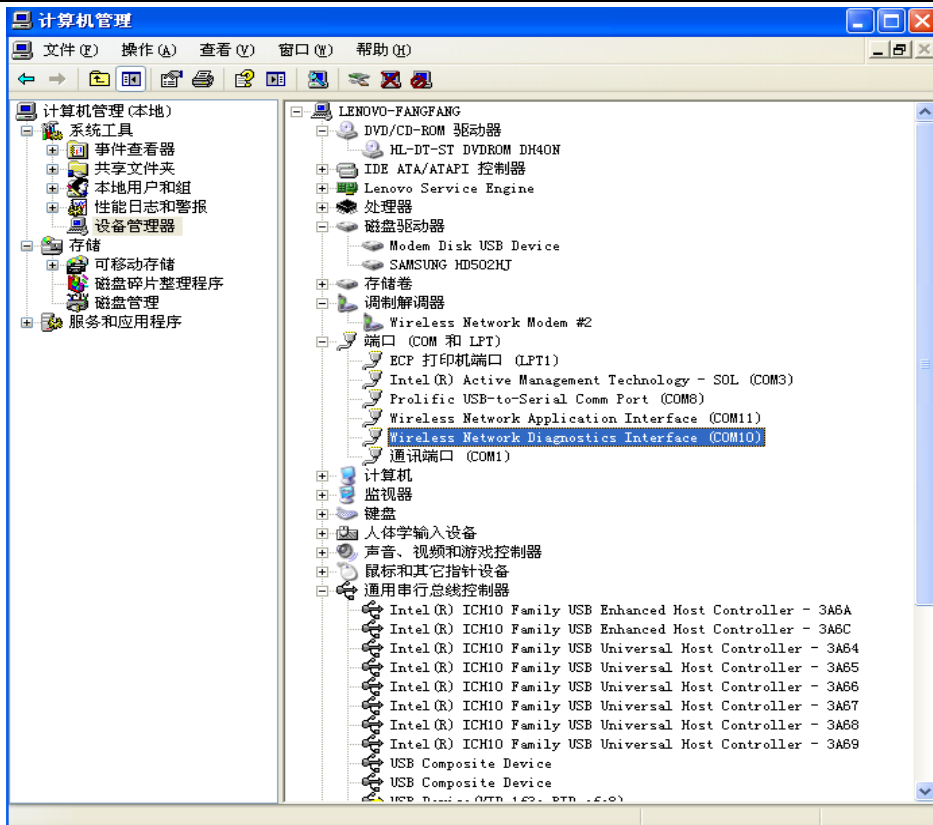 计算机管理
文件(F) 操作(A) 查看(V) 窗口(W) 帮助(H)
计算机管理(本地)
系统工具
事件查看器
共享文件夹
本地用户和组
性能日志和警报
设备管理器
存储
可移动存储
磁盘碎片整理程序
磁盘管理
服务和应用程序
LENOVO-FANGFANG
DVD/CD-ROM 驱动器
HL-DT-ST DVDROM DH40N
IDE ATA/ATAPI 控制器
Lenovo Service Engine
处理器
磁盘驱动器
Modem Disk USB Device
SAMSUNG HD502HJ
存储卷
调制解调器
Wireless Network Modem #2
端口 (COM 和 LPT)
ECP 打印机端口 (LPT1)
Intel(R) Active Management Technology - SOL (COM3)
Prolific USB-to-Serial Comm Port (COM8)
Wireless Network Application Interface (COM11)
Wireless Network Diagnostics Interface (COM10)
通讯端口 (COM1)
计算机
监视器
键盘
人体学输入设备
声音、视频和游戏控制器
鼠标和其它指针设备
通用串行总线控制器
Intel(R) ICH10 Family USB Enhanced Host Controller - 3A6A
Intel(R) ICH10 Family USB Enhanced Host Controller - 3A6C
Intel(R) ICH10 Family USB Universal Host Controller - 3A64
Intel(R) ICH10 Family USB Universal Host Controller - 3A65
Intel(R) ICH10 Family USB Universal Host Controller - 3A66
Intel(R) ICH10 Family USB Universal Host Controller - 3A67
Intel(R) ICH10 Family USB Universal Host Controller - 3A68
Intel(R) ICH10 Family USB Universal Host Controller - 3A69
USB Composite Device
USB Composite Device
USB Device